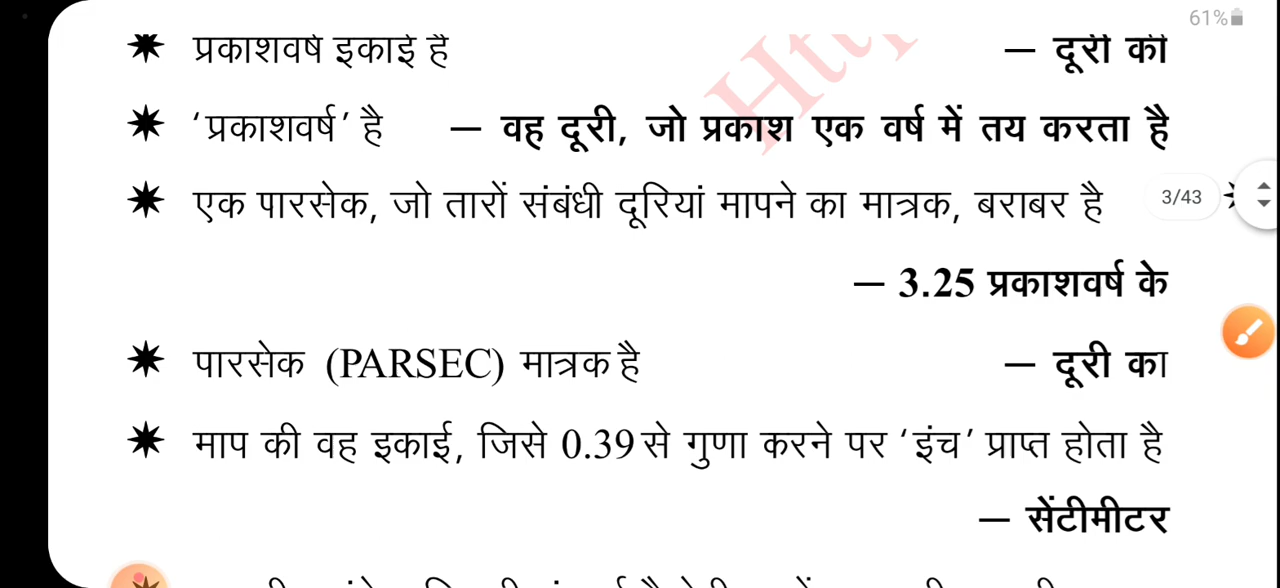 61%
✷ प्रकाशवर्ष इकाई है — दूरी की
✷ ‘प्रकाशवर्ष’ है — वह दूरी, जो प्रकाश एक वर्ष में तय करता है
✷ एक पारसेक, जो तारों संबंधी दूरियां मापने का मात्रक, बराबर है
3/43
— 3.25 प्रकाशवर्ष के
✷ पारसेक (PARSEC) मात्रक है — दूरी का
✷ माप की वह इकाई, जिसे 0.39 से गुणा करने पर ‘इंच’ प्राप्त होता है
— सेंटीमीटर